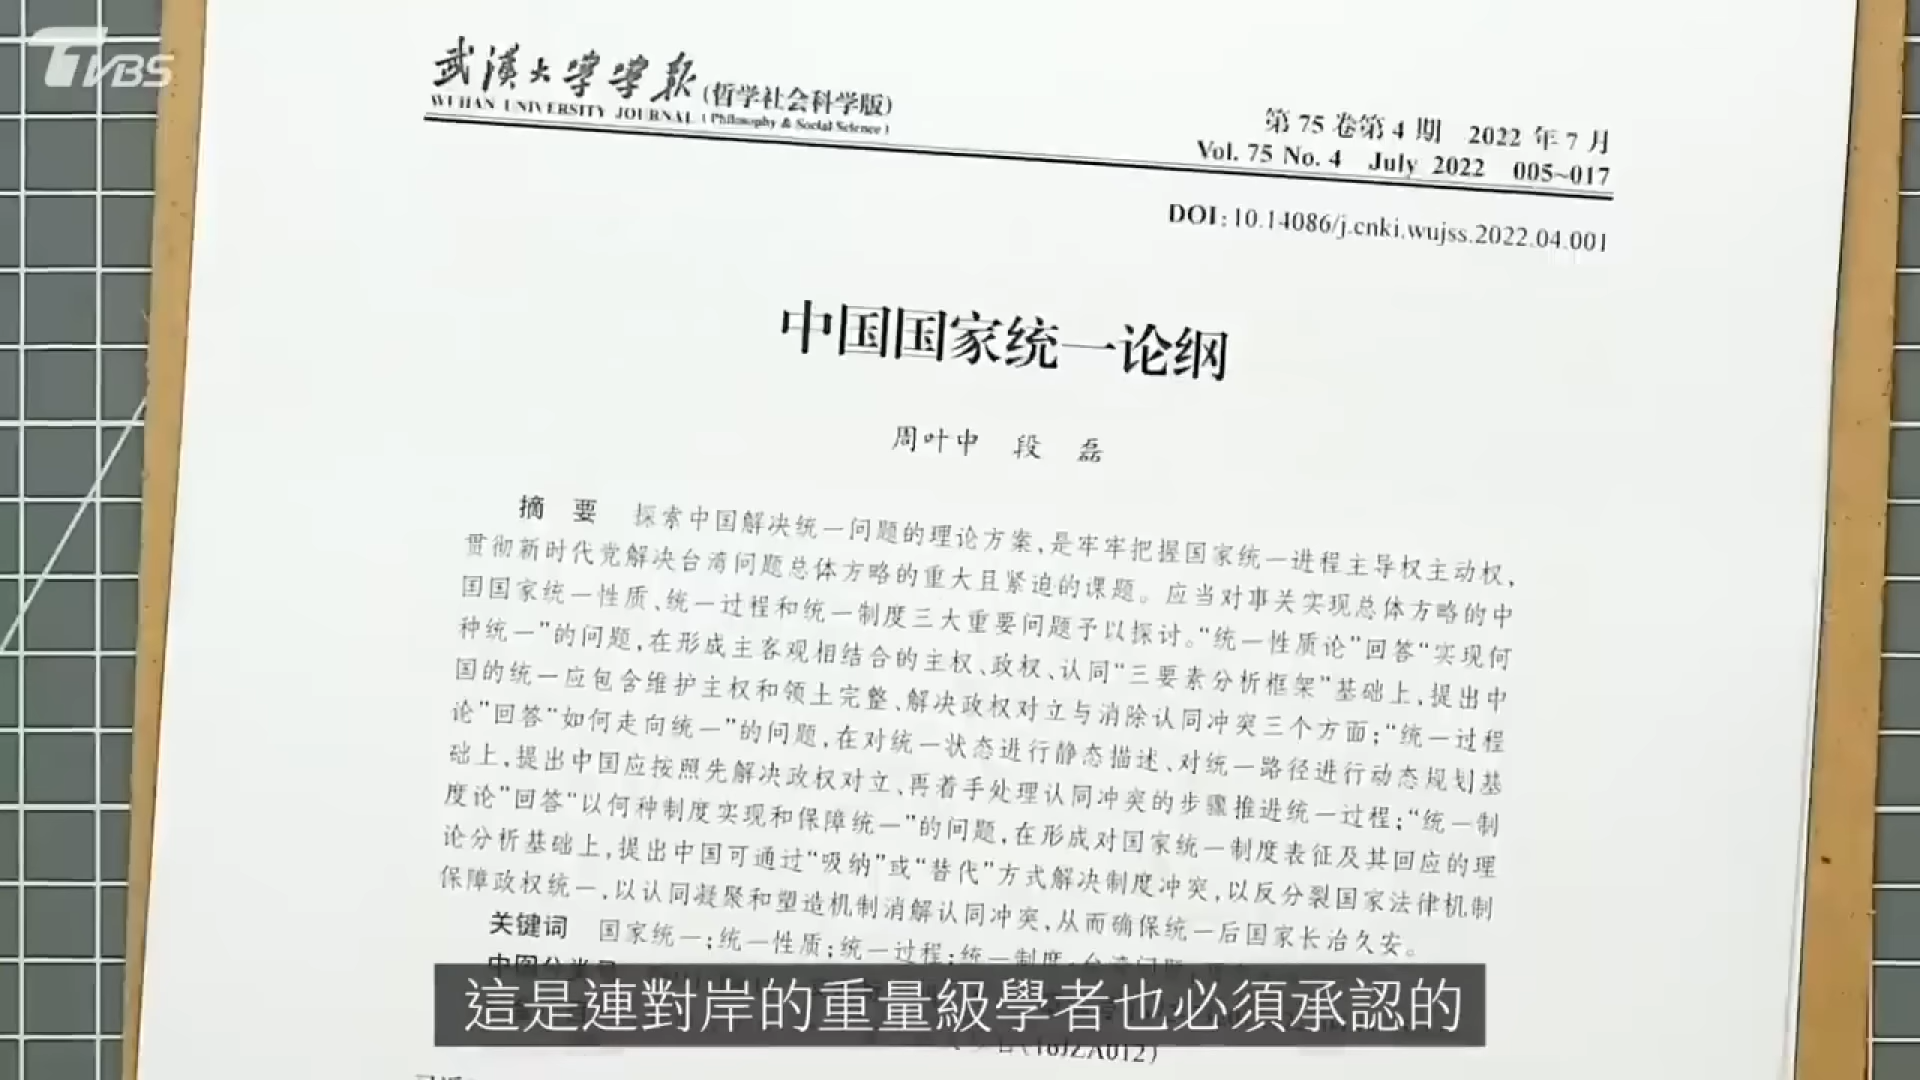 TVBS
武漢大學學報(哲学社会科学版)
WUHAN UNIVERSITY JOURNAL (Philosophy & Social Science)
第 75 卷第 4 期 2022 年 7 月
Vol. 75 No. 4 July 2022 005~017
DOI:10.14086/j.cnki.wujss.2022.04.001
中国国家统一论纲
周叶中 段 磊
摘 要 探索中国解决统一问题的理论方案,是牢牢把握国家统一进程主导权主动权,
贯彻新时代党解决台湾问题总体方略的重大且紧迫的课题。应当对事关实现总体方略的中
国国家统一性质、统一过程和统一制度三大重要问题予以探讨。“统一性质论”回答“实现何
种统一”的问题,在形成主客观相结合的主权、政权、认同“三要素分析框架”基础上,提出中
国的统一应包含维护主权和领土完整、解决政权对立与消除认同冲突三个方面;“统一过程
论”回答“如何走向统一”的问题,在对统一状态进行静态描述、对统一路径进行动态规划基
础上,提出中国应按照先解决政权对立、再着手处理认同冲突的步骤推进统一过程;“统一制
度论”回答“以何种制度实现和保障统一”的问题,在形成对国家统一制度表征及其回应的理
论分析基础上,提出中国可通过“吸纳”或“替代”方式解决制度冲突,以反分裂国家法律机制
保障政权统一,以认同凝聚和塑造机制消解认同冲突,从而确保统一后国家长治久安。
关键词 国家统一;统一性质;统一过程;统一制度;台湾问题
中图分类号
這是連對岸的重量級學者也必須承認的
(16JZA012)